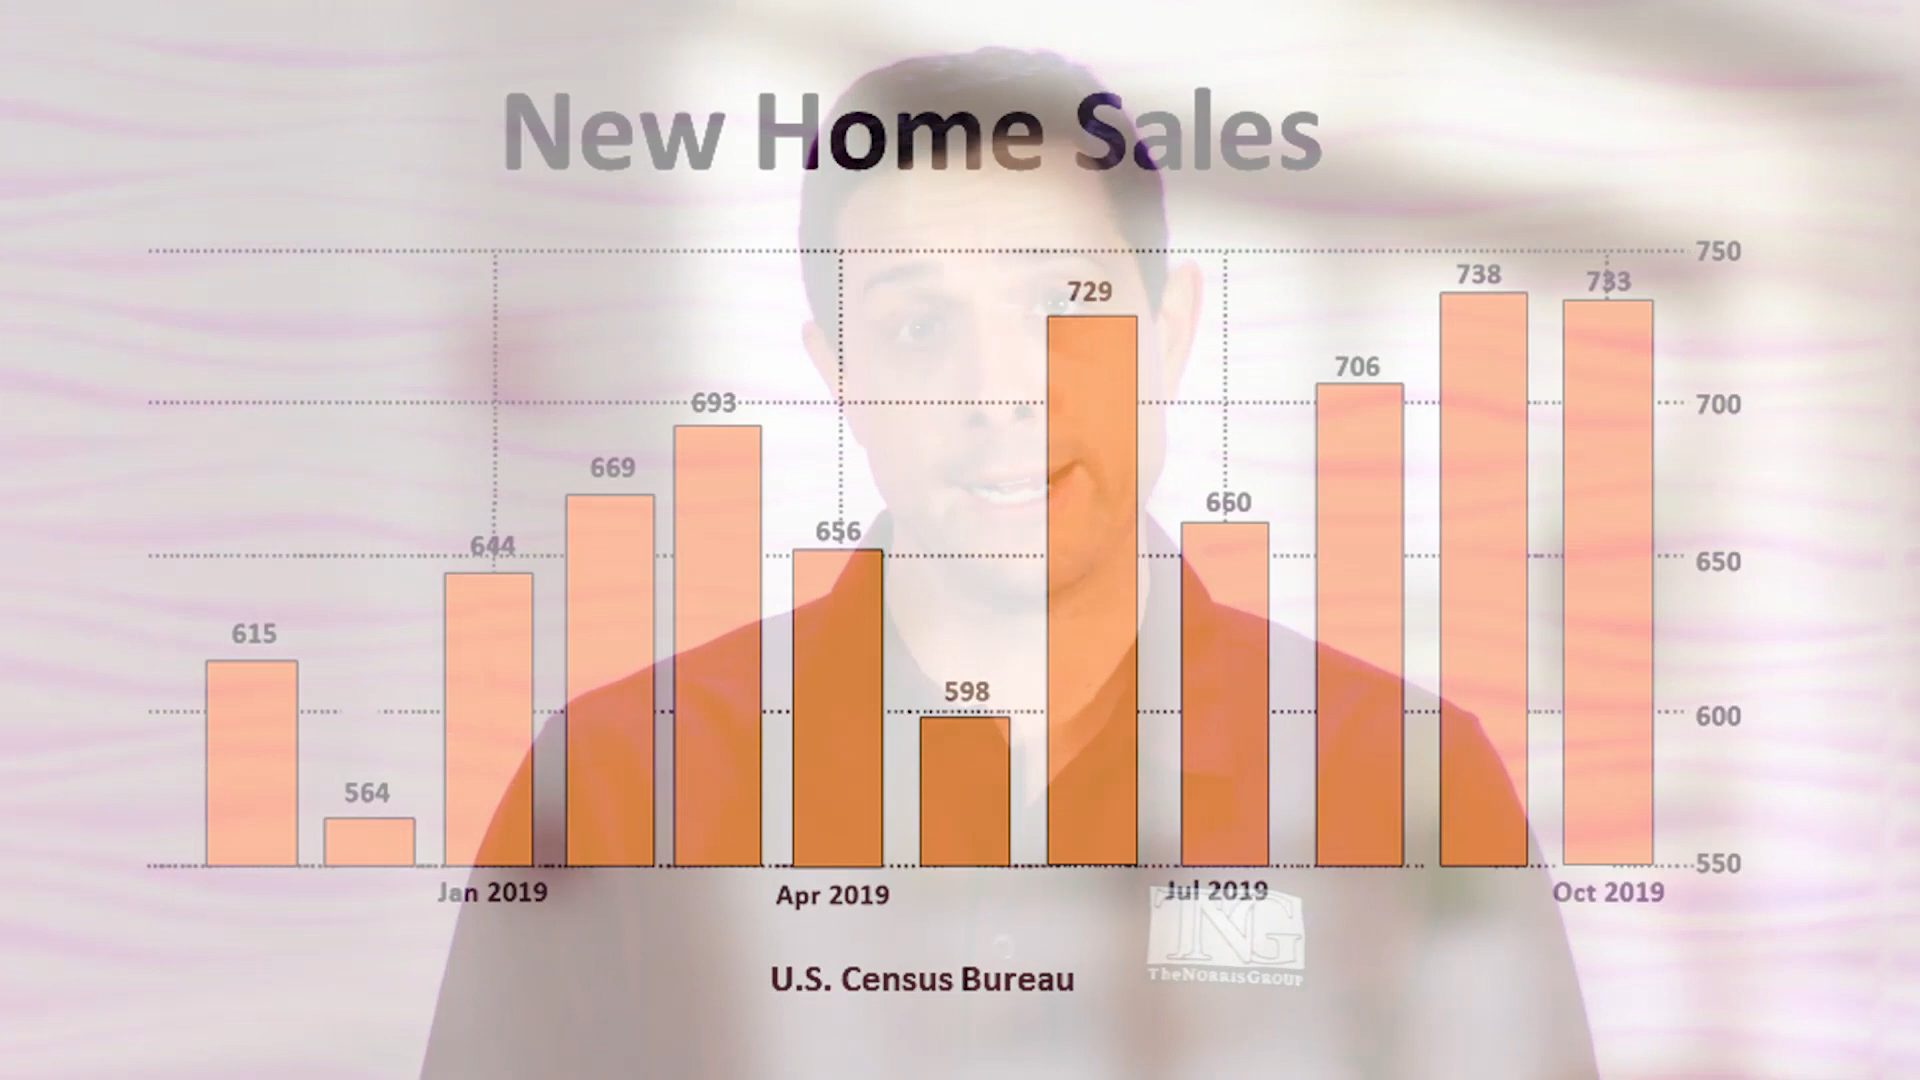 New Home Sales
750
738
733
729
706
693
700
669
660
656
644
650
615
598
600
564
550
Jan 2019
Apr 2019
Jul 2019
Oct 2019
TNG
TheNorrisGroup
U.S. Census Bureau